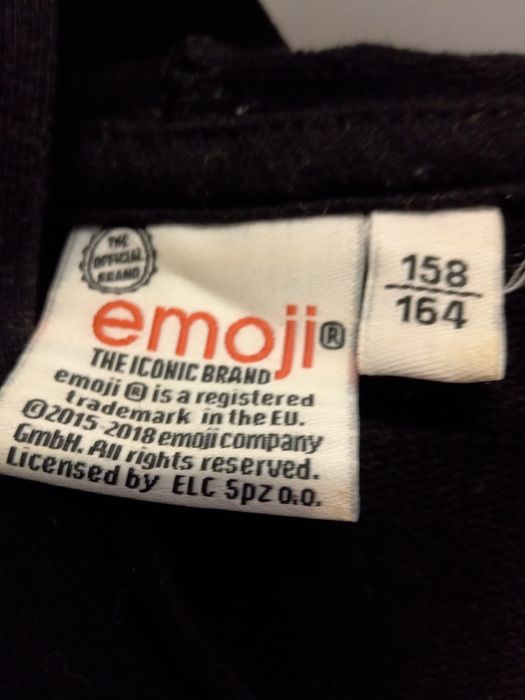 THE
OFFICIAL
BRAND
emoji®
THE ICONIC BRAND
emoji ® is a registered
trademark in the EU.
©2015-2018 emoji company
GmbH. All rights reserved.
Licensed by ELC Spz o.o.
158
164